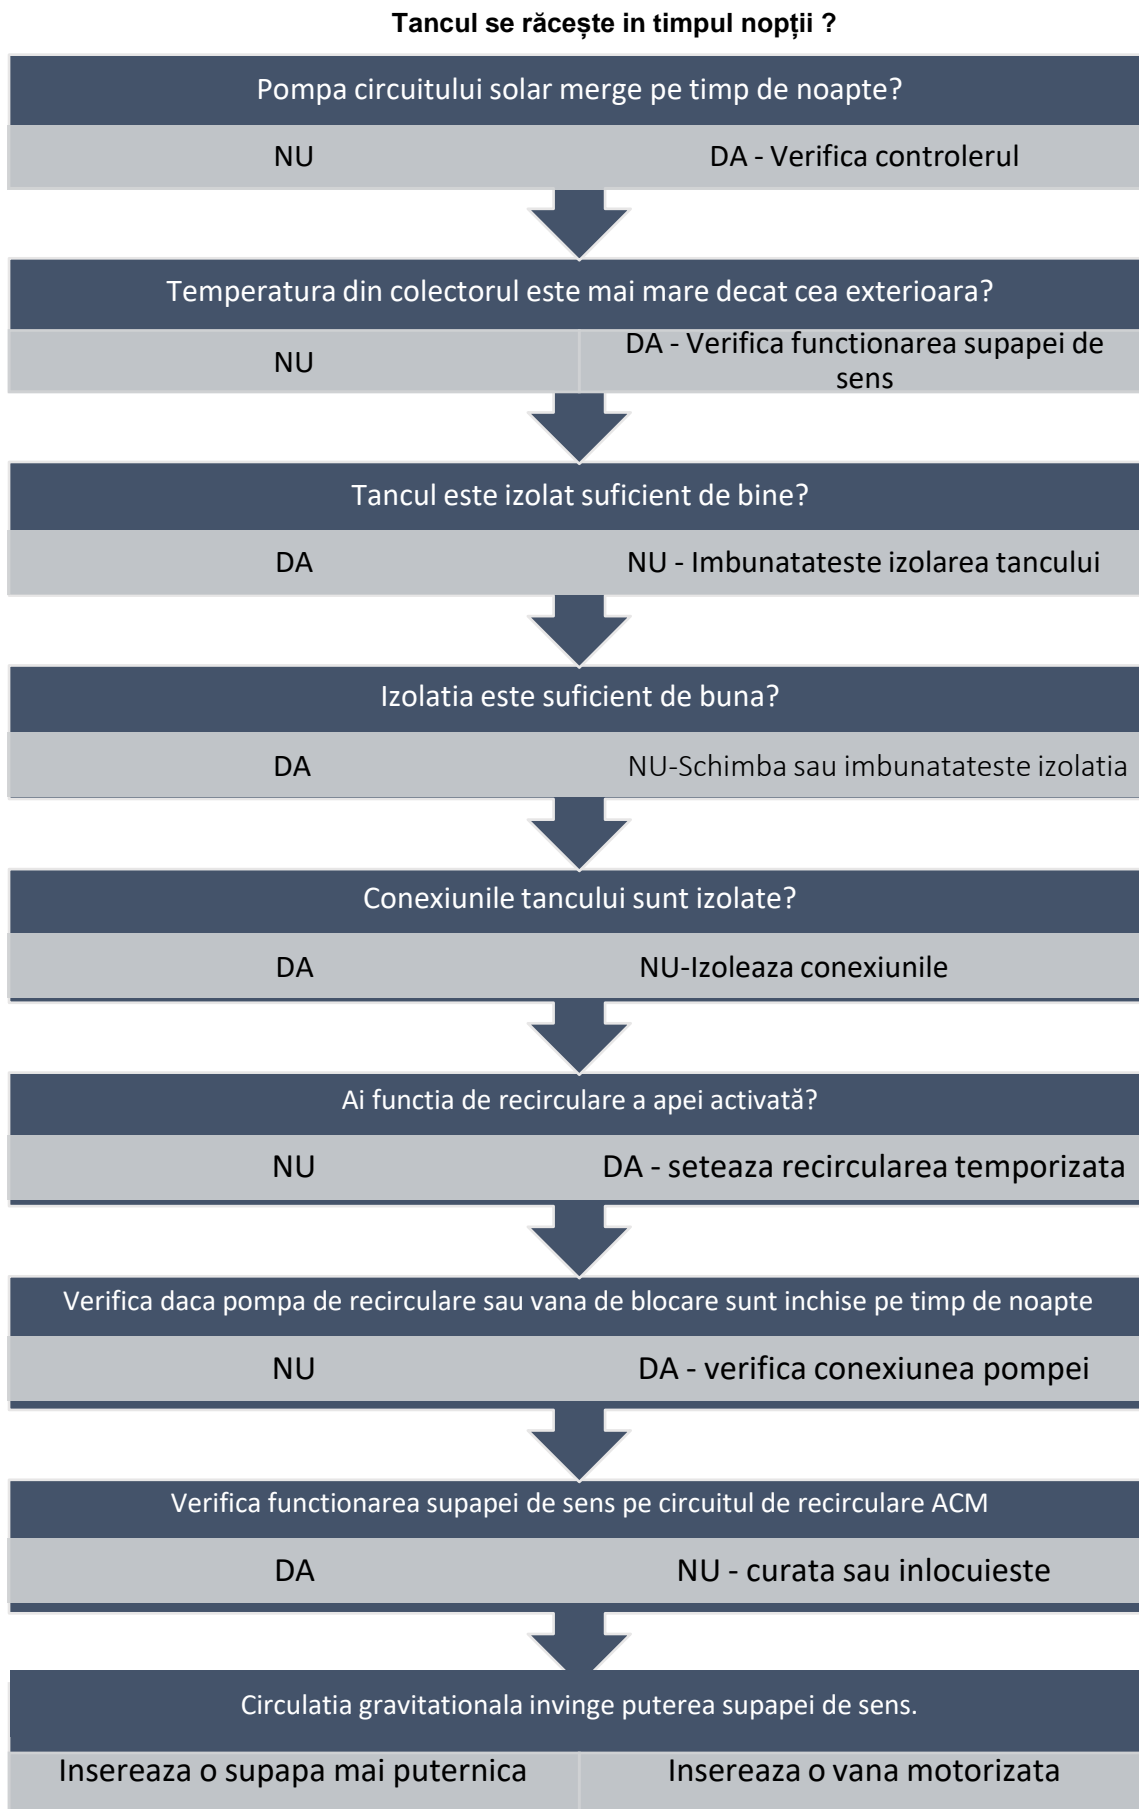 Tancul se răcește in timpul nopții ?
Pompa circuitului solar merge pe timp de noapte?
NU
DA - Verifica controlerul
Temperatura din colectorul este mai mare decat cea exterioara?
NU
DA - Verifica functionarea supapei de
sens
Tancul este izolat suficient de bine?
DA
NU - Imbunatateste izolarea tancului
Izolatia este suficient de buna?
DA
NU-Schimba sau imbunatateste izolatia
Conexiunile tancului sunt izolate?
DA
NU-Izoleaza conexiunile
Ai functia de recirculare a apei activată?
NU
DA - seteaza recircularea temporizata
Verifica daca pompa de recirculare sau vana de blocare sunt inchise pe timp de noapte
NU
DA - verifica conexiunea pompei
Verifica functionarea supapei de sens pe circuitul de recirculare ACM
DA
NU - curata sau inlocuieste
Circulatia gravitationala invinge puterea supapei de sens.
Insereaza o supapa mai puternica
Insereaza o vana motorizata